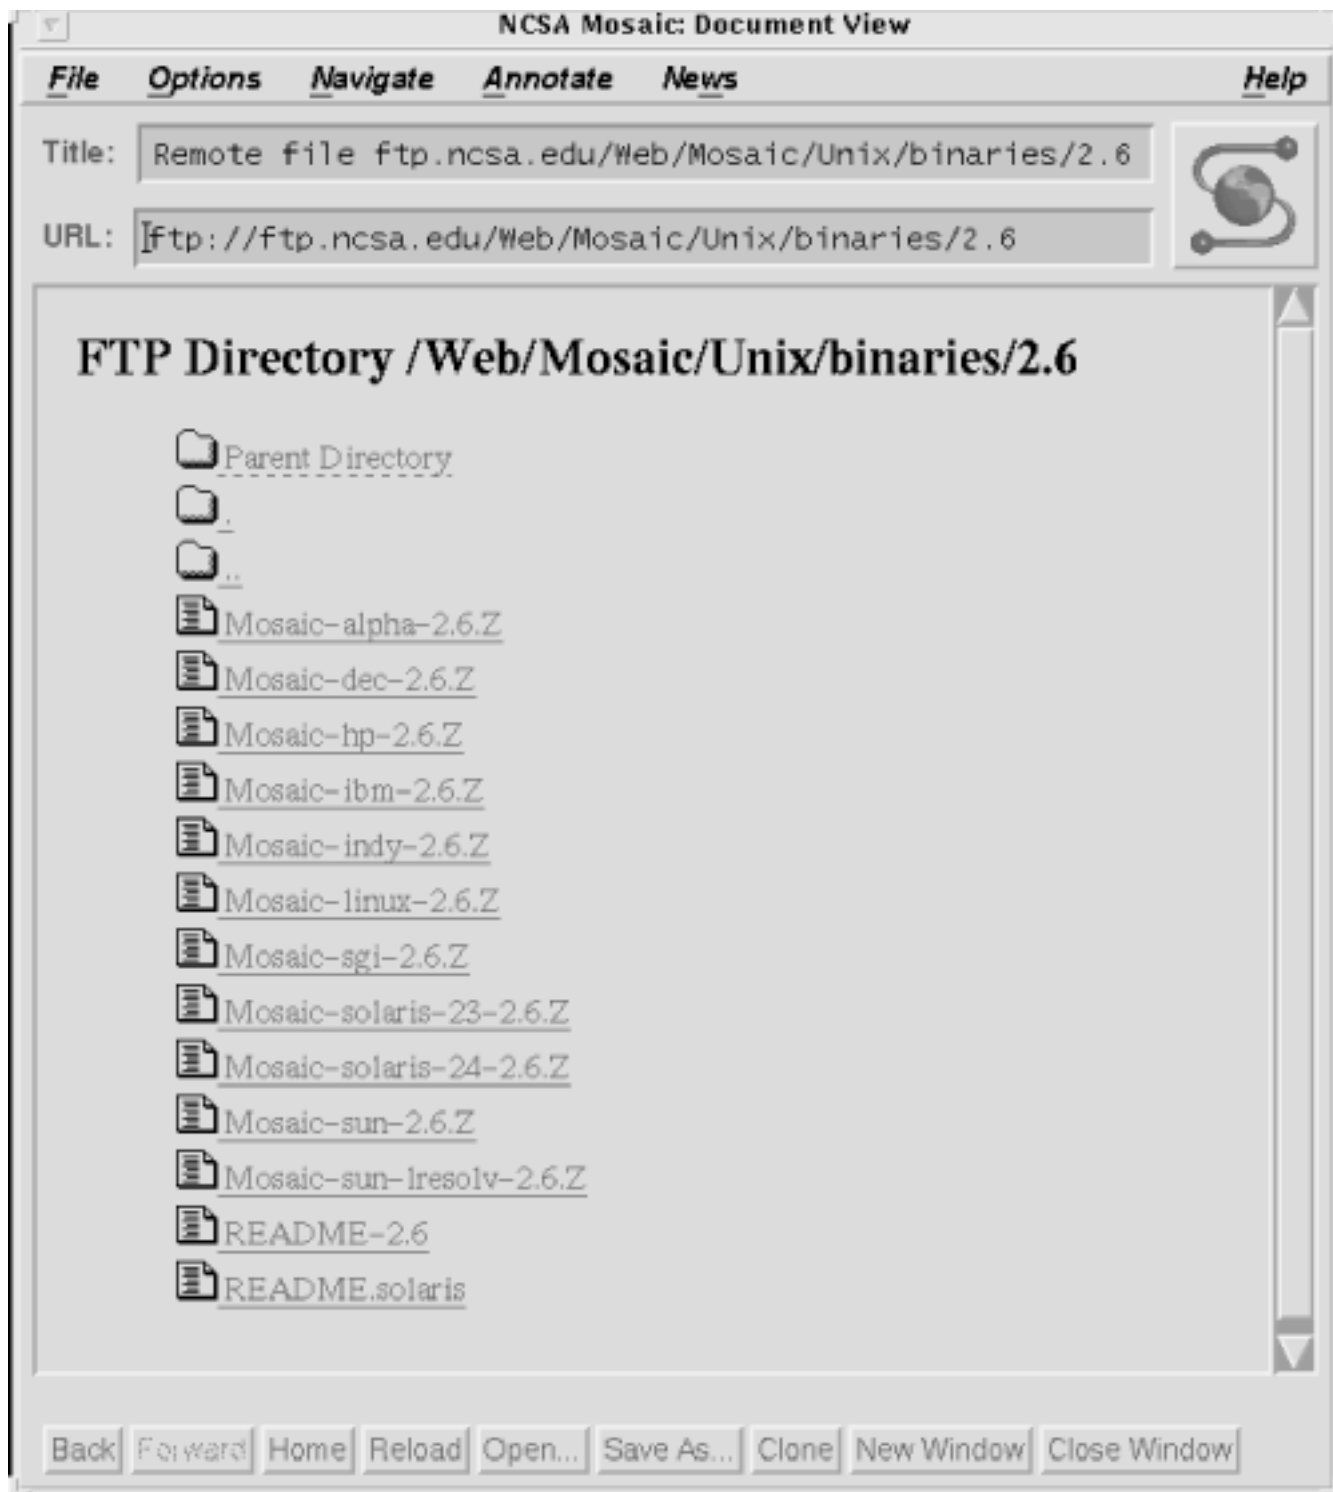 NCSA Mosaic: Document View
File Options Navigate Annotate News Help
Title: Remote file ftp.ncsa.edu/Web/Mosaic/Unix/binaries/2.6
URL: ftp://ftp.ncsa.edu/Web/Mosaic/Unix/binaries/2.6
FTP Directory /Web/Mosaic/Unix/binaries/2.6
Parent Directory
.
..
Mosaic-alpha-2.6.Z
Mosaic-dec-2.6.Z
Mosaic-hp-2.6.Z
Mosaic-ibm-2.6.Z
Mosaic-indy-2.6.Z
Mosaic-linux-2.6.Z
Mosaic-sgi-2.6.Z
Mosaic-solaris-23-2.6.Z
Mosaic-solaris-24-2.6.Z
Mosaic-sun-2.6.Z
Mosaic-sun-lresolv-2.6.Z
README-2.6
README.solaris
Back Forward Home Reload Open... Save As... Clone New Window Close Window